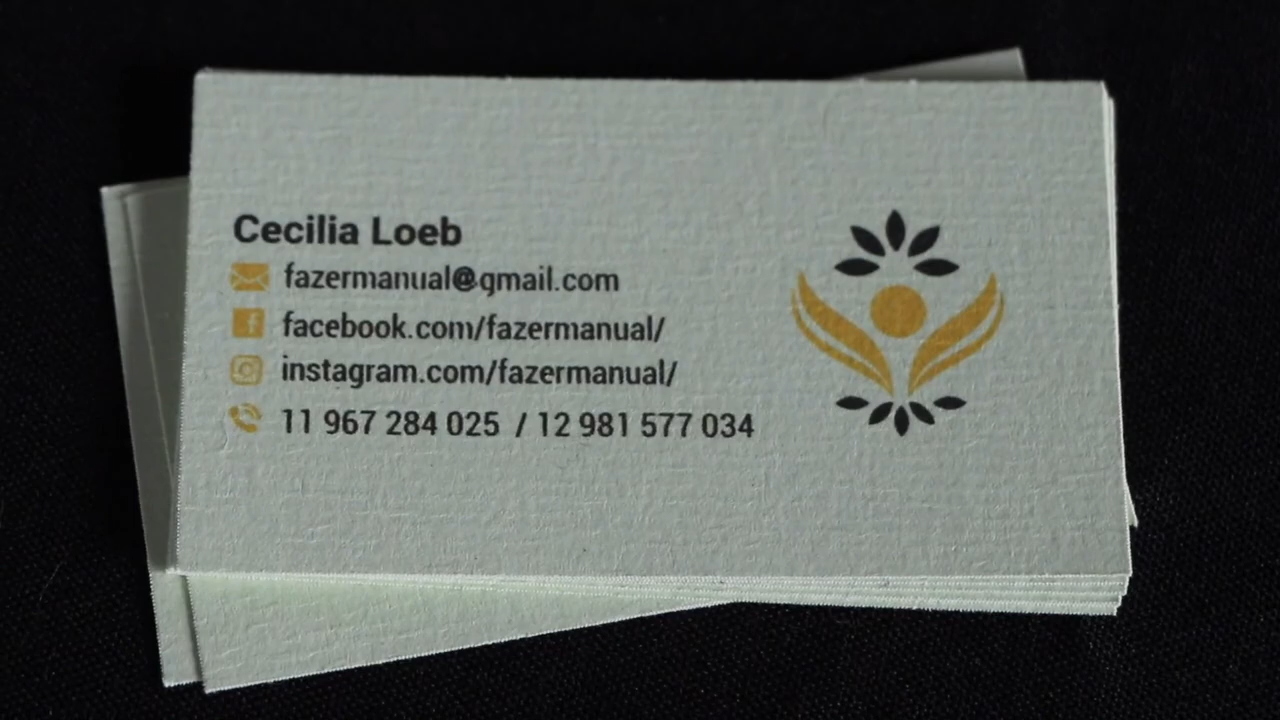 Cecilia Loeb
fazermanual@gmail.com
facebook.com/fazermanual/
instagram.com/fazermanual/
11 967 284 025 / 12 981 577 034